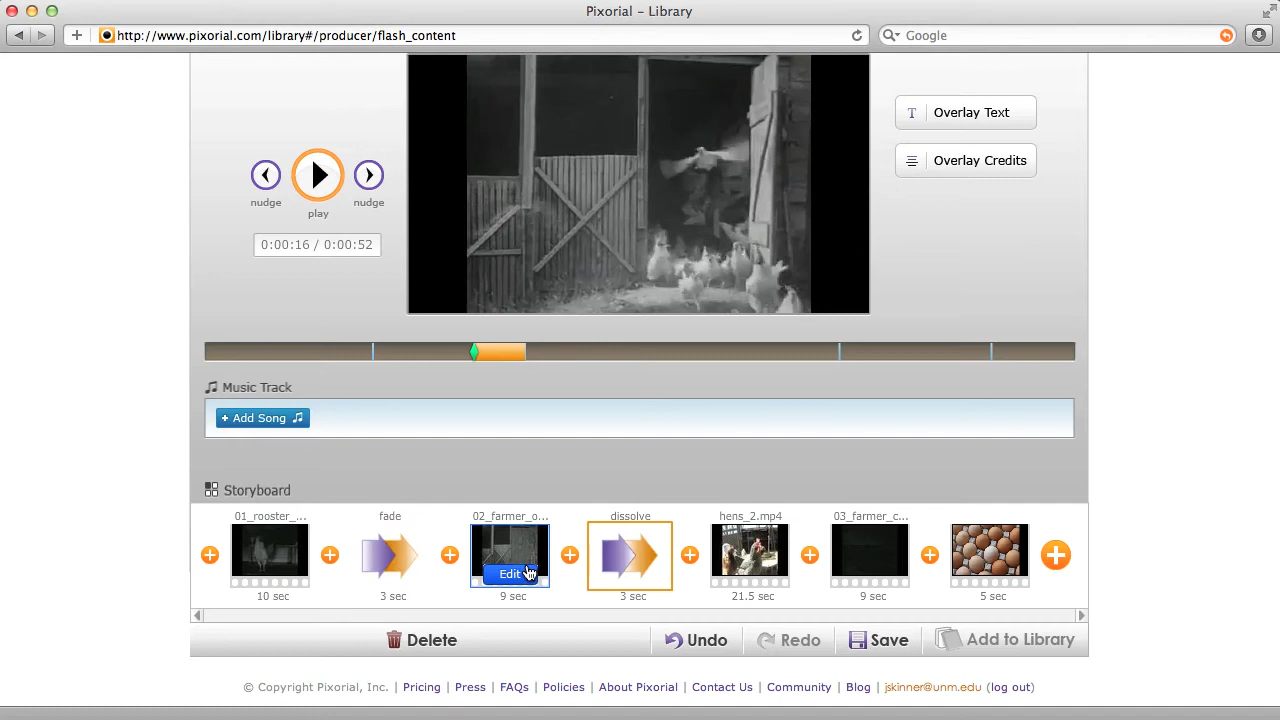 Pixorial – Library
http://www.pixorial.com/library#/producer/flash_content
Google
T Overlay Text
Overlay Credits
nudge
play
nudge
0:00:16 / 0:00:52
Music Track
+ Add Song
Storyboard
01_rooster_... fade 02_farmer_o... dissolve hens_2.mp4 03_farmer_c...
Edit
10 sec 3 sec 9 sec 3 sec 21.5 sec 9 sec 5 sec
Delete Undo Redo Save Add to Library
© Copyright Pixorial, Inc. | Pricing | Press | FAQs | Policies | About Pixorial | Contact Us | Community | Blog | jskinner@unm.edu (log out)